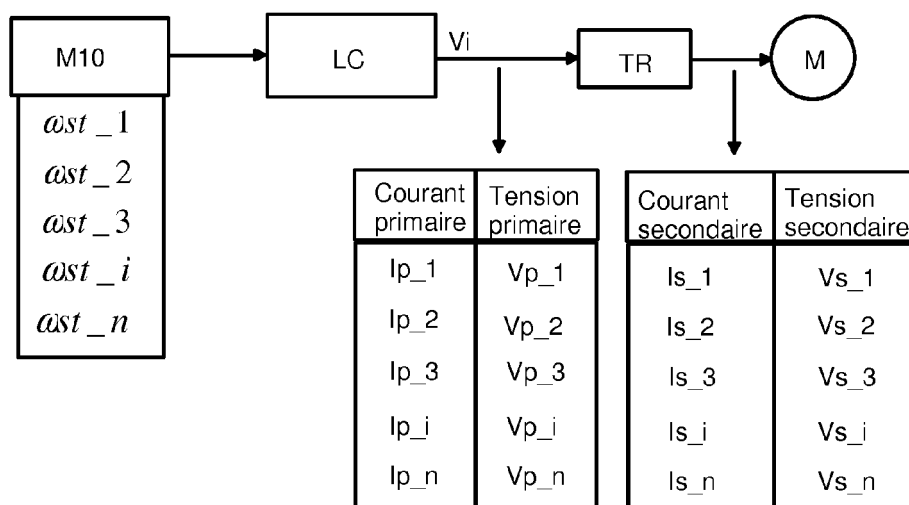 M10
LC
Vi
TR
M
ωst_1
ωst_2
ωst_3
ωst_i
ωst_n
Courant primaire
Tension primaire
Ip_1 Vp_1
Ip_2 Vp_2
Ip_3 Vp_3
Ip_i Vp_i
Ip_n Vp_n
Courant secondaire
Tension secondaire
Is_1 Vs_1
Is_2 Vs_2
Is_3 Vs_3
Is_i Vs_i
Is_n Vs_n